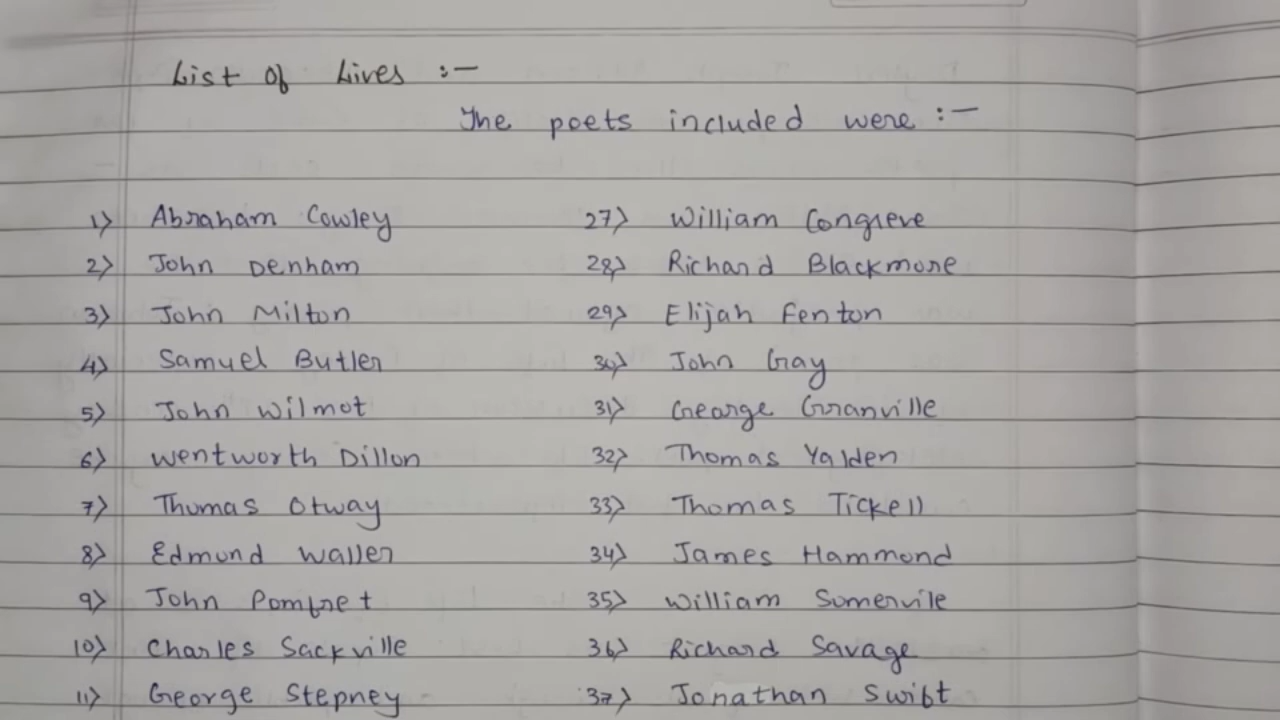 List of Lives :-
The poets included were :-
1) Abraham Cowley
2) John Denham
3) John Milton
4) Samuel Butler
5) John Wilmot
6) Wentworth Dillon
7) Thomas Otway
8) Edmund Waller
9) John Pomfret
10) Charles Sackville
11) George Stepney
27) William Congreve
28) Richard Blackmore
29) Elijah Fenton
30) John Gay
31) George Granville
32) Thomas Yalden
33) Thomas Tickell
34) James Hammond
35) William Somervile
36) Richard Savage
37) Jonathan Swift